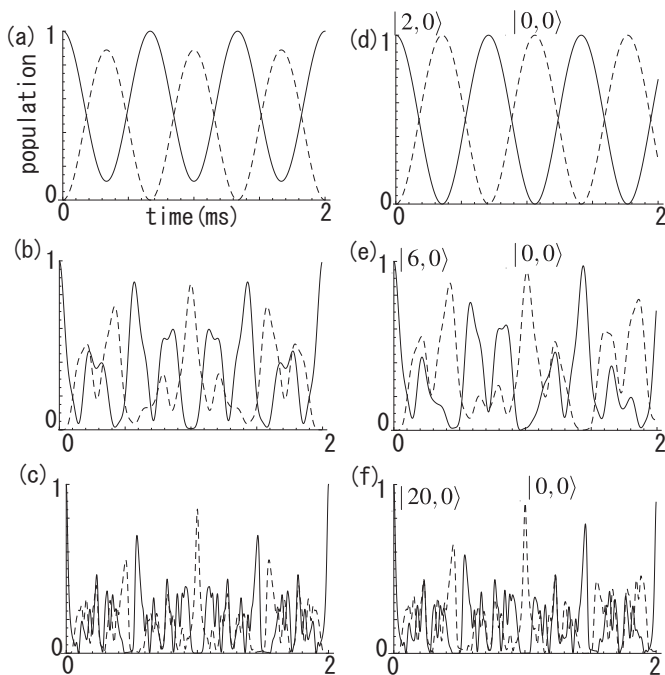 (a) 1 (d) 1 |2,0⟩ |0,0⟩
population
0
0 time(ms) 2 0 2
(b) 1 (e) 1 |6,0⟩ |0,0⟩
0 0
0 2 0 2
(c) 1 (f) 1 |20,0⟩ |0,0⟩
0 0
0 2 0 2